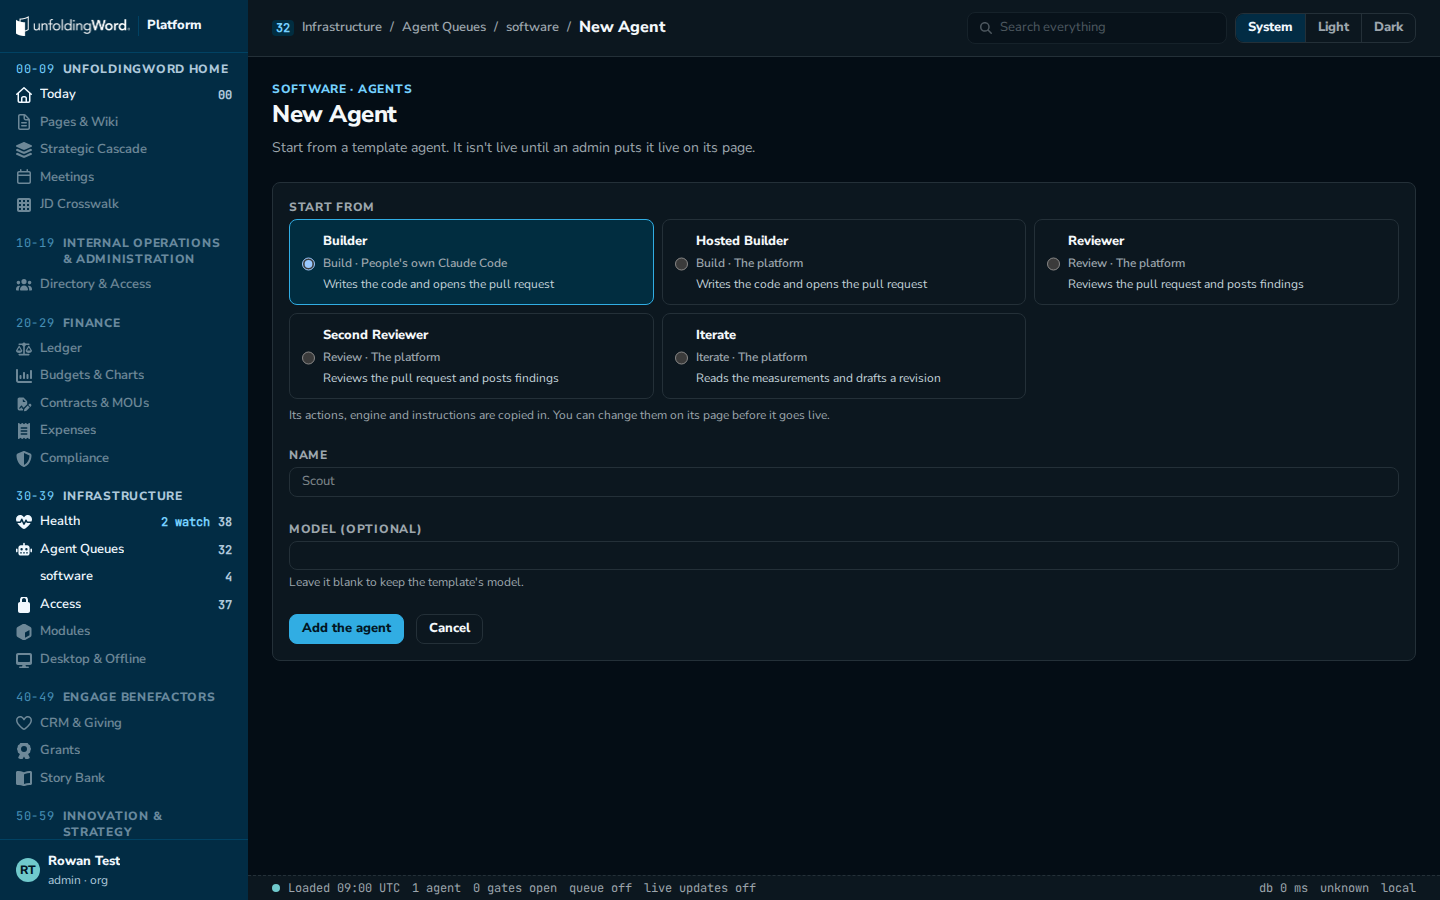 unfoldingWord Platform
00-09 UNFOLDINGWORD HOME
Today 00
Pages & Wiki
Strategic Cascade
Meetings
JD Crosswalk
10-19 INTERNAL OPERATIONS
& ADMINISTRATION
Directory & Access
20-29 FINANCE
Ledger
Budgets & Charts
Contracts & MOUs
Expenses
Compliance
30-39 INFRASTRUCTURE
Health 2 watch 38
Agent Queues 32
software 4
Access 37
Modules
Desktop & Offline
40-49 ENGAGE BENEFACTORS
CRM & Giving
Grants
Story Bank
50-59 INNOVATION &
STRATEGY
RT Rowan Test
admin · org
32 Infrastructure / Agent Queues / software / New Agent
Search everything
System Light Dark
SOFTWARE · AGENTS
New Agent
Start from a template agent. It isn't live until an admin puts it live on its page.
START FROM
Builder
Build · People's own Claude Code
Writes the code and opens the pull request
Hosted Builder
Build · The platform
Writes the code and opens the pull request
Reviewer
Review · The platform
Reviews the pull request and posts findings
Second Reviewer
Review · The platform
Reviews the pull request and posts findings
Iterate
Iterate · The platform
Reads the measurements and drafts a revision
Its actions, engine and instructions are copied in. You can change them on its page before it goes live.
NAME
Scout
MODEL (OPTIONAL)
Leave it blank to keep the template's model.
Add the agent Cancel
Loaded 09:00 UTC 1 agent 0 gates open queue off live updates off
db 0 ms unknown local